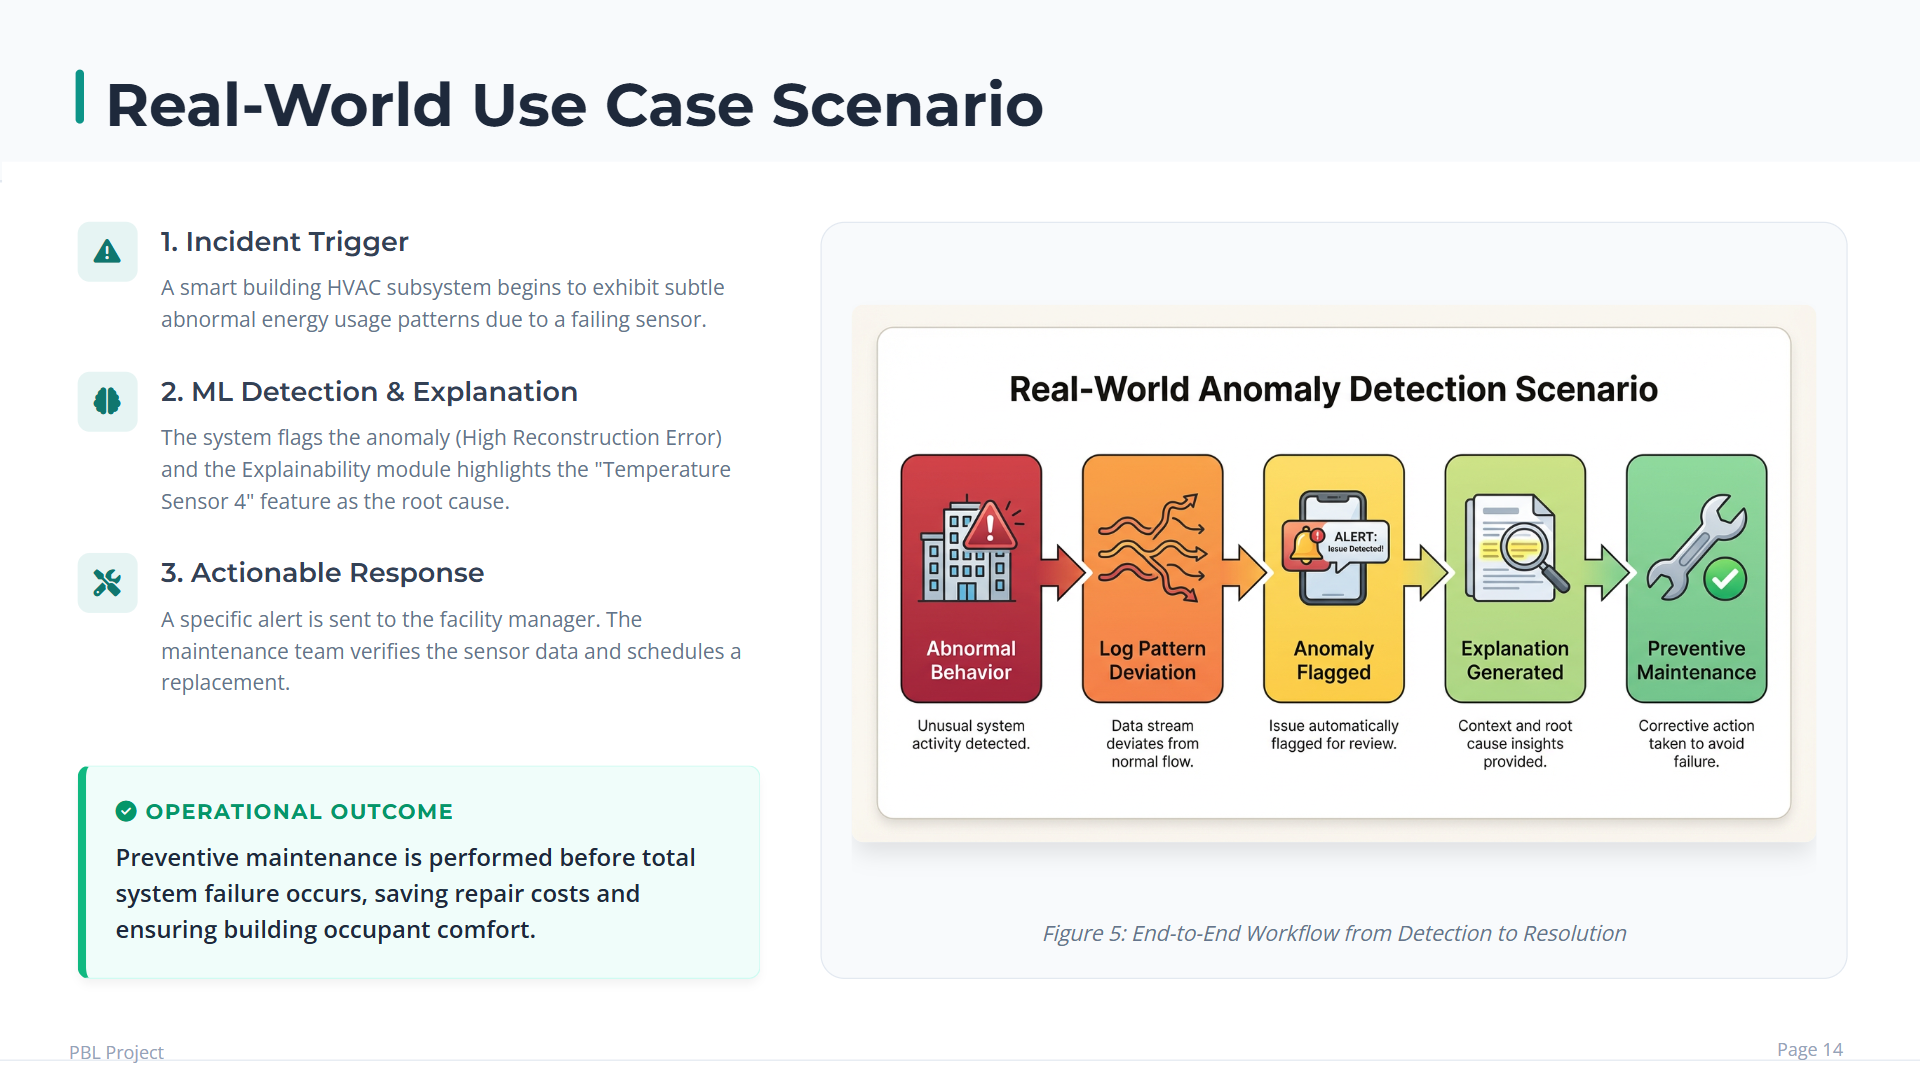 Real-World Use Case Scenario
1. Incident Trigger
A smart building HVAC subsystem begins to exhibit subtle
abnormal energy usage patterns due to a failing sensor.
2. ML Detection & Explanation
The system flags the anomaly (High Reconstruction Error)
and the Explainability module highlights the "Temperature
Sensor 4" feature as the root cause.
3. Actionable Response
A specific alert is sent to the facility manager. The
maintenance team verifies the sensor data and schedules a
replacement.
OPERATIONAL OUTCOME
Preventive maintenance is performed before total
system failure occurs, saving repair costs and
ensuring building occupant comfort.
Real-World Anomaly Detection Scenario
ALERT:
Issue Detected!
Abnormal
Behavior
Unusual system
activity detected.
Log Pattern
Deviation
Data stream
deviates from
normal flow.
Anomaly
Flagged
Issue automatically
flagged for review.
Explanation
Generated
Context and root
cause insights
provided.
Preventive
Maintenance
Corrective action
taken to avoid
failure.
Figure 5: End-to-End Workflow from Detection to Resolution
PBL Project
Page 14